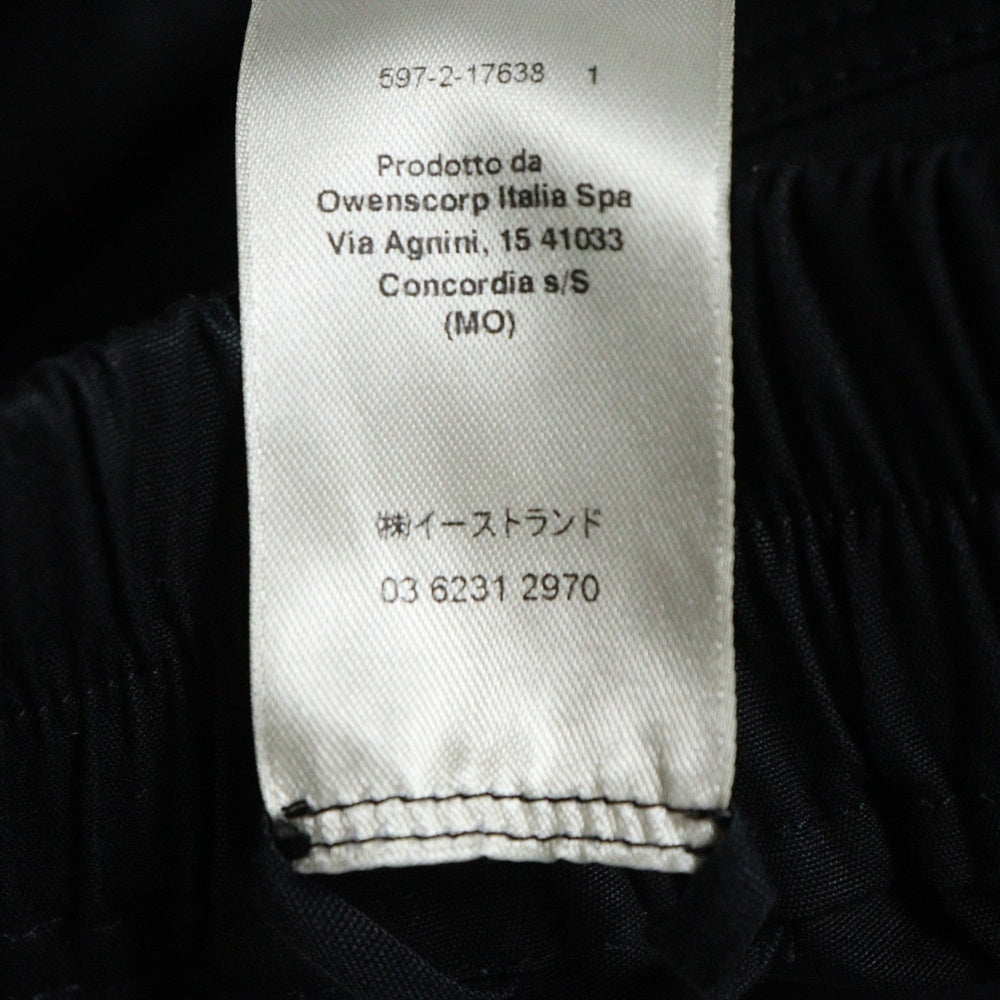 597-2-17638 1
Prodotto da
Owenscorp Italia Spa
Via Agnini, 15 41033
Concordia s/S
(MO)
㈱イーストランド
03 6231 2970